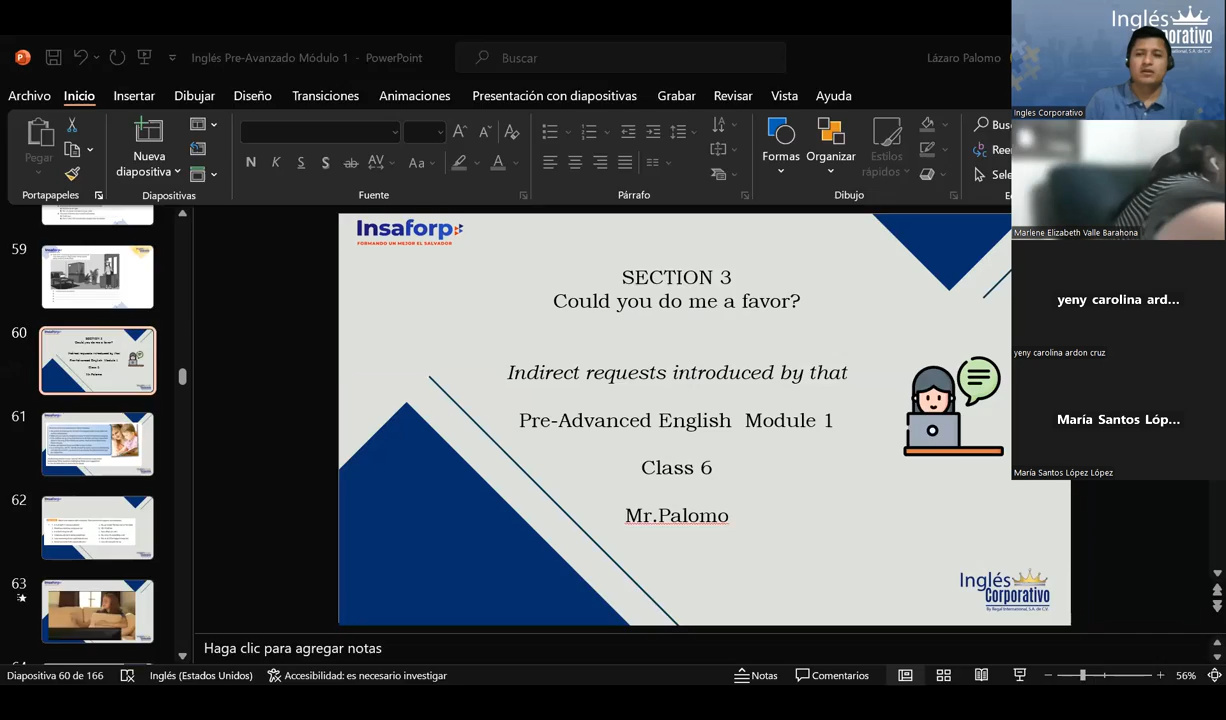 Inglés Pre-Avanzado Módulo 1 - PowerPoint
Buscar
Lázaro Palomo
Archivo Inicio Insertar Dibujar Diseño Transiciones Animaciones Presentación con diapositivas Grabar Revisar Vista Ayuda
Pegar
Nueva diapositiva
Formas
Organizar
Estilos rápidos
Portapapeles
Diapositivas
Fuente
Párrafo
Dibujo
59
60
61
62
63
Insaforp
FORMANDO UN MEJOR EL SALVADOR
SECTION 3
Could you do me a favor?
Indirect requests introduced by that
Pre-Advanced English Module 1
Class 6
Mr.Palomo
Inglés
Corporativo
By Regal International, S.A. de C.V.
Inglés
Ingles Corporativo
Marlene Elizabeth Valle Barahona
yeny carolina ard...
yeny carolina ardon cruz
María Santos Lóp...
María Santos López López
Haga clic para agregar notas
Diapositiva 60 de 166
Inglés (Estados Unidos)
Accesibilidad: es necesario investigar
Notas
Comentarios
56%